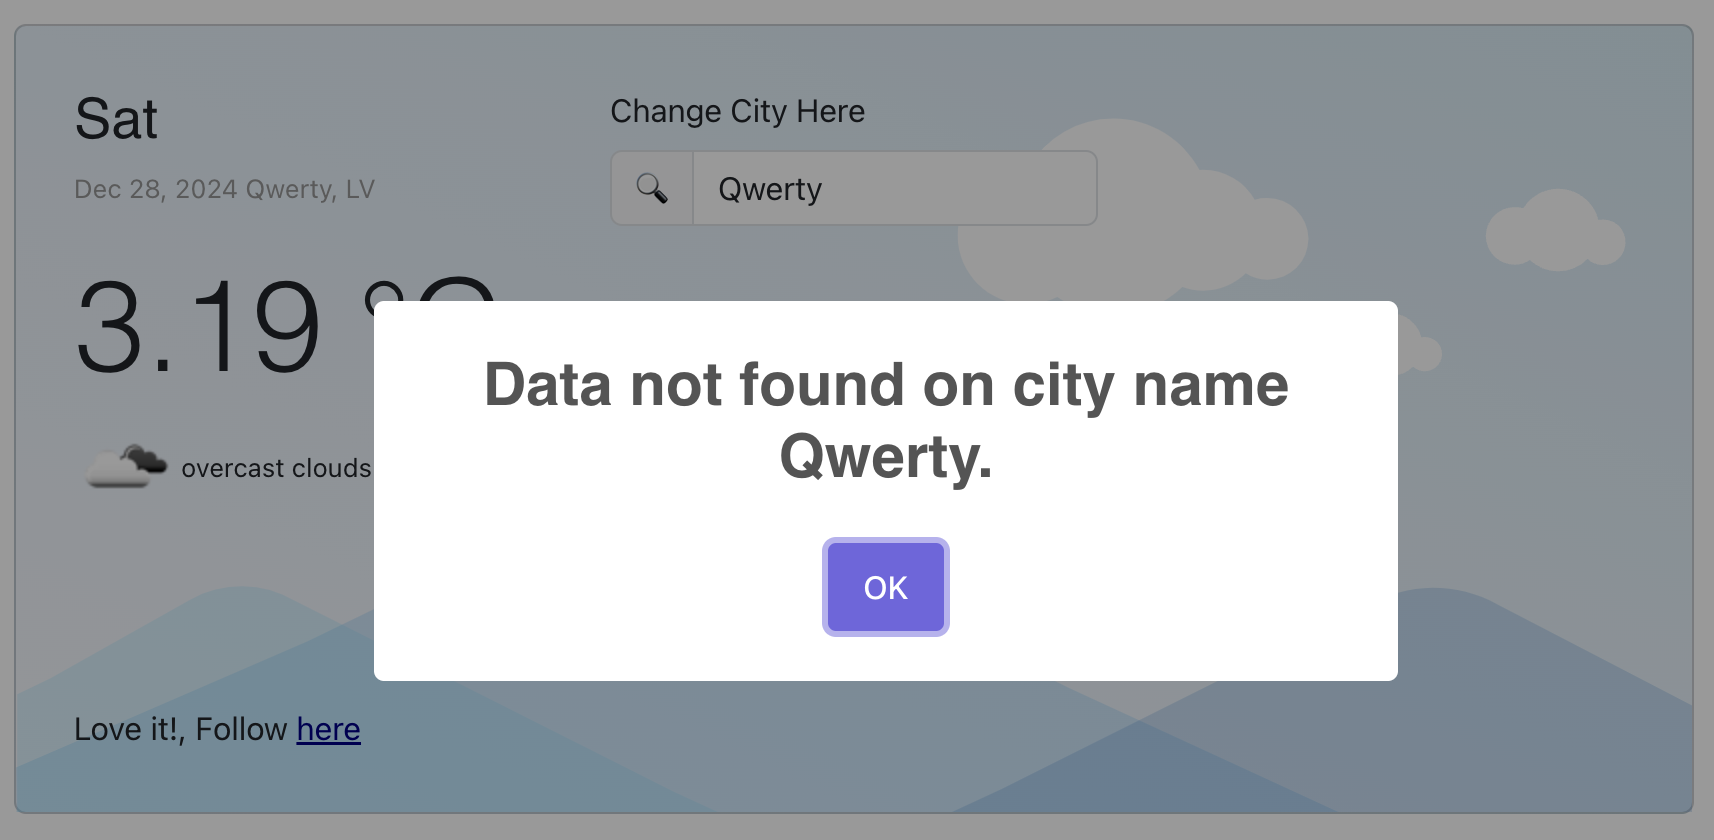 Sat
Dec 28, 2024 Qwerty, LV
Change City Here
Qwerty
3.19 °C
Data not found on city name
Qwerty.
OK
overcast clouds
Love it!, Follow here